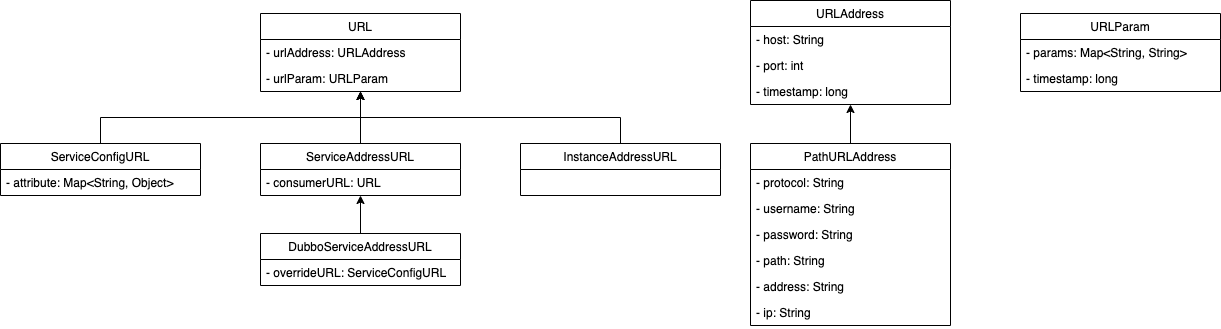 URL
- urlAddress: URLAddress
- urlParam: URLParam
URLAddress
- host: String
- port: int
- timestamp: long
URLParam
- params: Map<String, String>
- timestamp: long
ServiceConfigURL
- attribute: Map<String, Object>
ServiceAddressURL
- consumerURL: URL
InstanceAddressURL
PathURLAddress
- protocol: String
- username: String
- password: String
- path: String
- address: String
- ip: String
DubboServiceAddressURL
- overrideURL: ServiceConfigURL